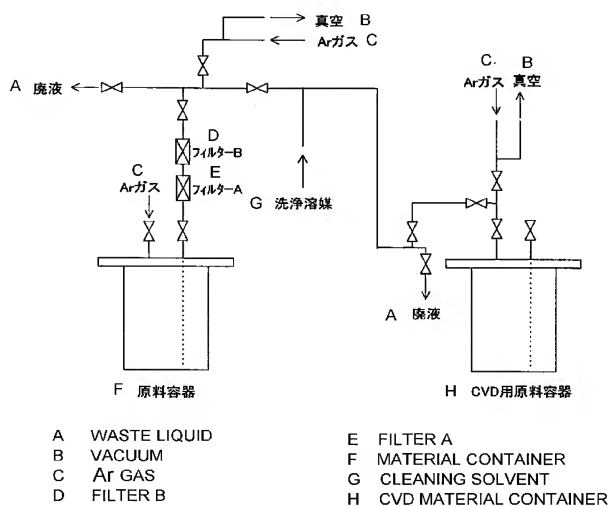 真空 B
Arガス C
A 廃液
C
Arガス
B
真空
D
フィルターB
E
フィルターA
C
Arガス
G 洗浄溶媒
A 廃液
F 原料容器
H CVD用原料容器
A WASTE LIQUID
B VACUUM
C Ar GAS
D FILTER B
E FILTER A
F MATERIAL CONTAINER
G CLEANING SOLVENT
H CVD MATERIAL CONTAINER